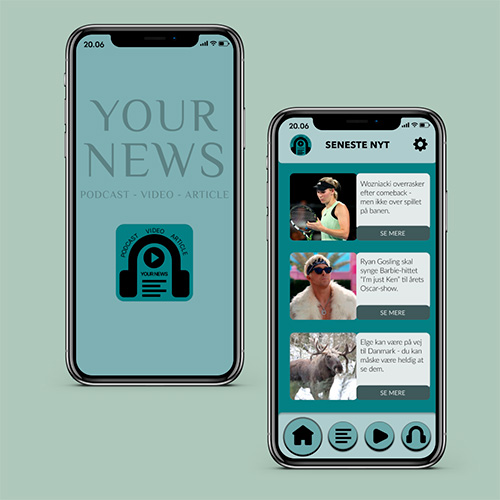 20.06
YOUR
NEWS
PODCAST - VIDEO - ARTICLE
PODCAST VIDEO ARTICLE
YOUR NEWS
20.06
SENESTE NYT
Wozniacki overrasker
efter comeback -
men ikke over spillet
på banen.
SE MERE
Ryan Gosling skal
synge Barbie-hittet
"I'm just Ken" til årets
Oscar-show.
SE MERE
Elge kan være på vej
til Danmark - du kan
måske være heldig at
se dem.
SE MERE